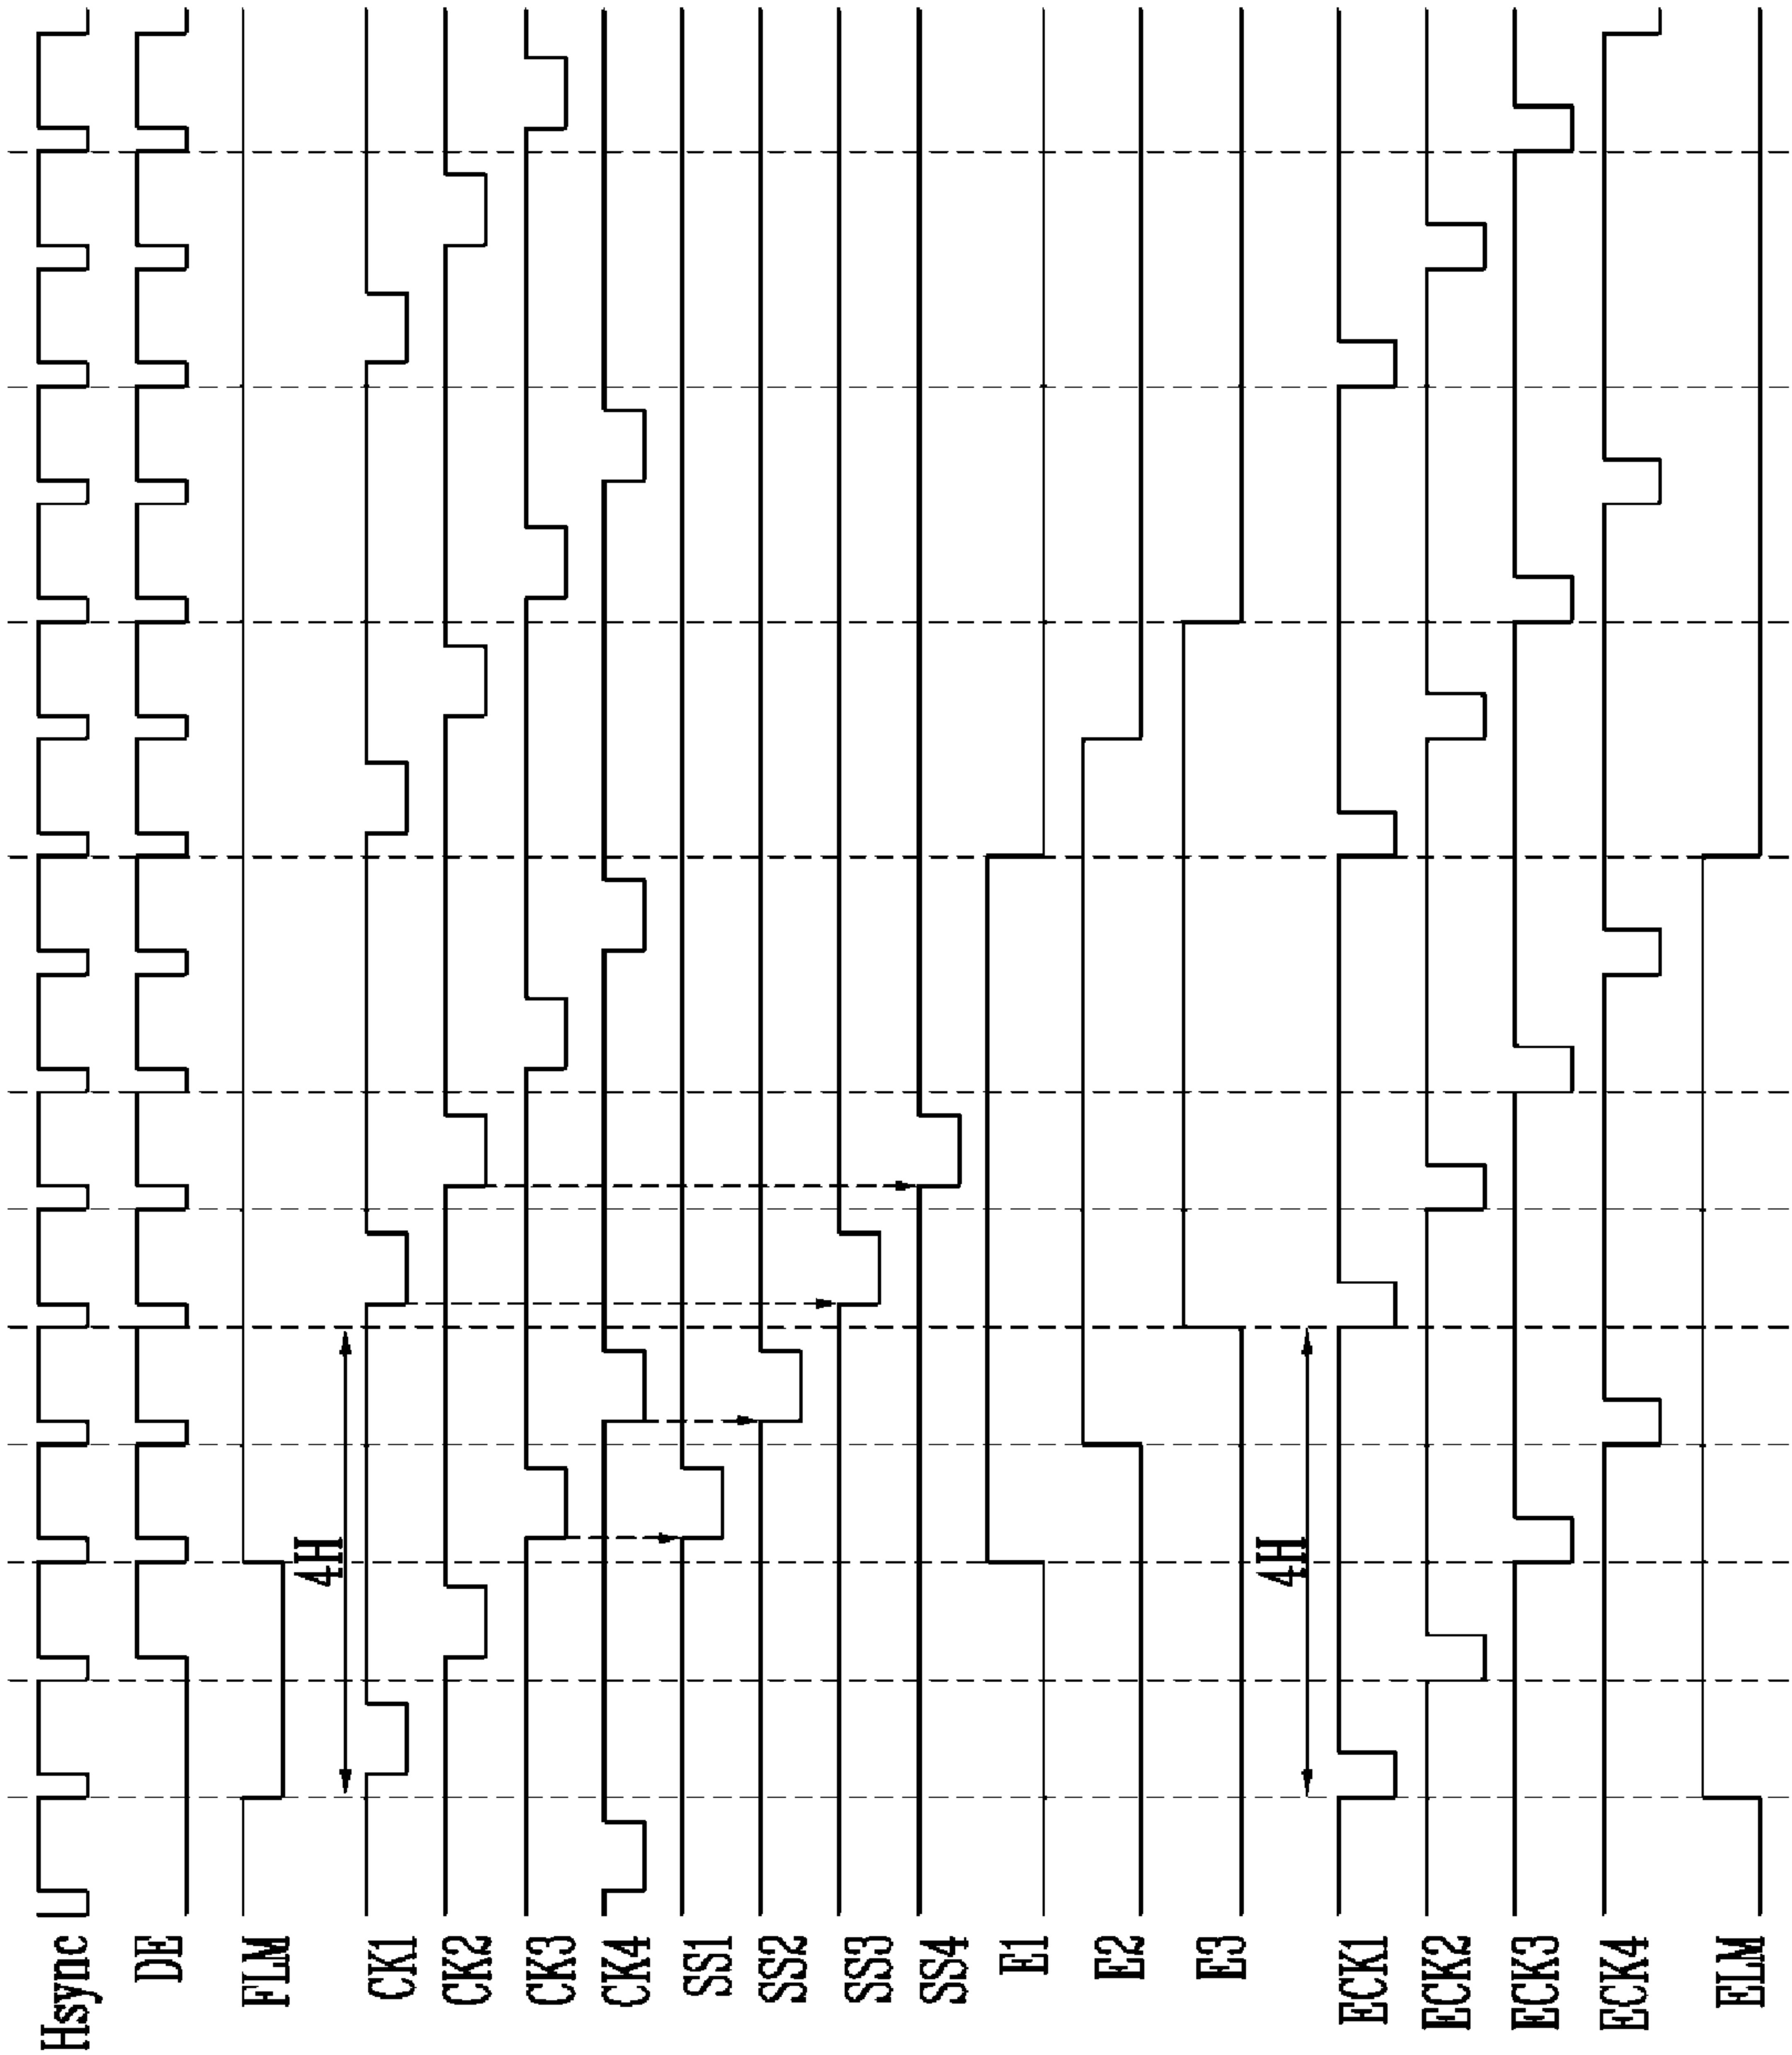 Hsync
DE
FLM
4H
CK1
CK2
CK3
CK4
SS1
SS2
SS3
SS4
E1
E2
E3
4H
ECK1
ECK2
ECK3
ECK4
ELM